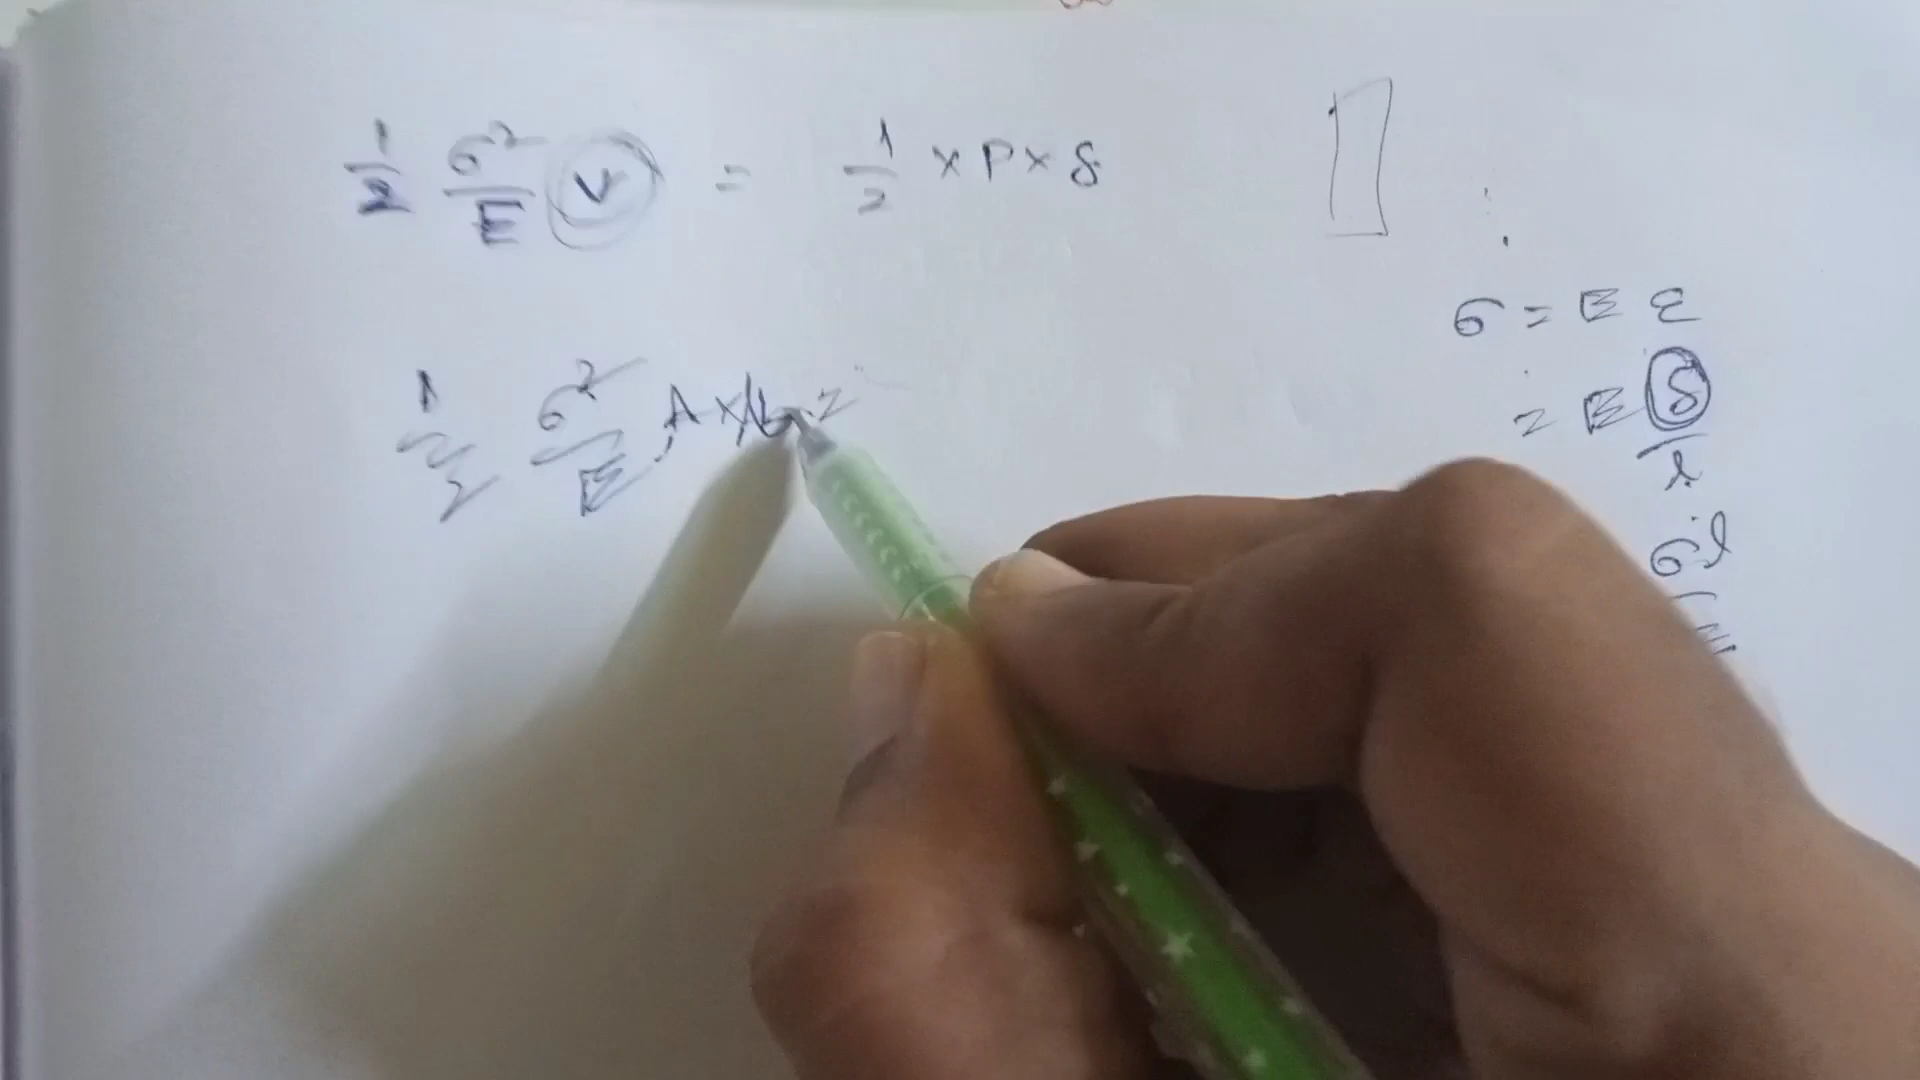 1/2 σ²/E V = 1/2 × P × δ
σ = E ε
= E δ/l
1/2 σ²/E A ×
σ l